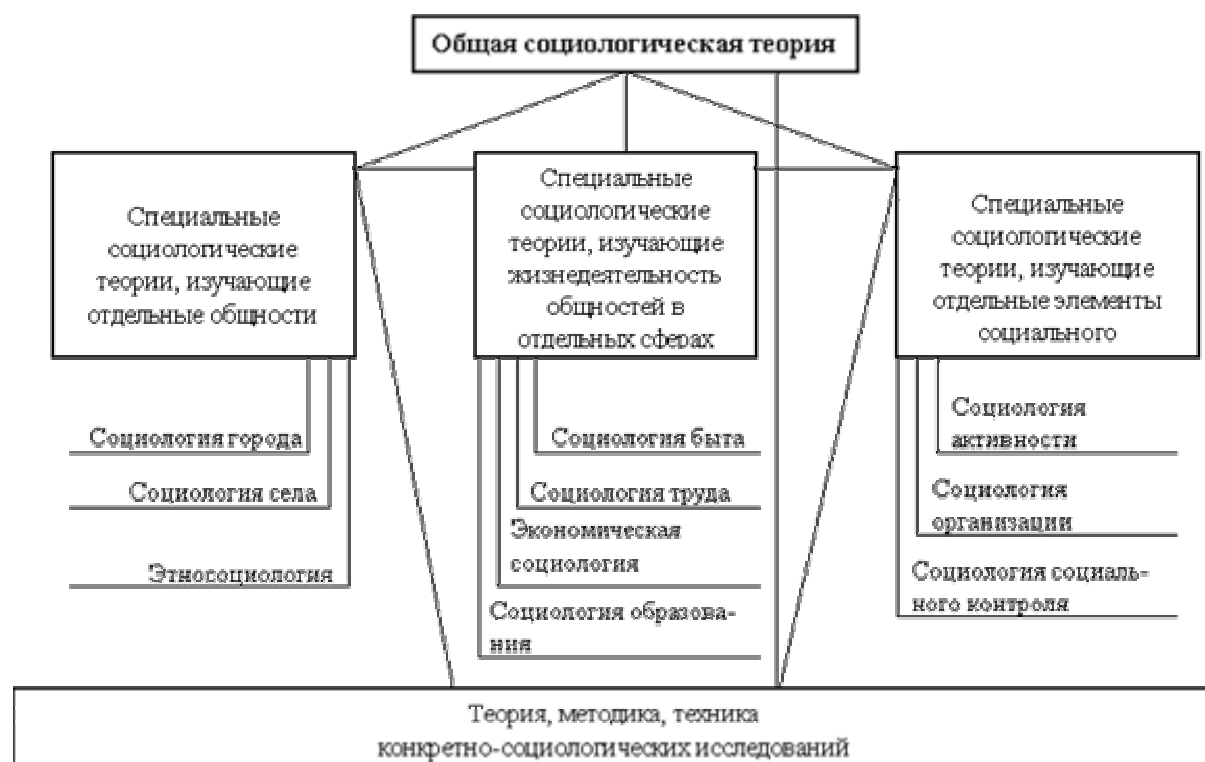 Общая социологическая теория
Специальные
социологические
теории, изучающие
отдельные общности
Специальные
социологические
теории, изучающие
жизнедеятельность
общностей в
отдельных сферах
Специальные
социологические
теории, изучающие
отдельные элементы
социального
Социология города
Социология села
Этносоциология
Социология быта
Социология труда
Экономическая
социология
Социология образова-
ния
Социология
активности
Социология
организации
Социология социаль-
ного контроля
Теория, методика, техника
конкретно-социологических исследований